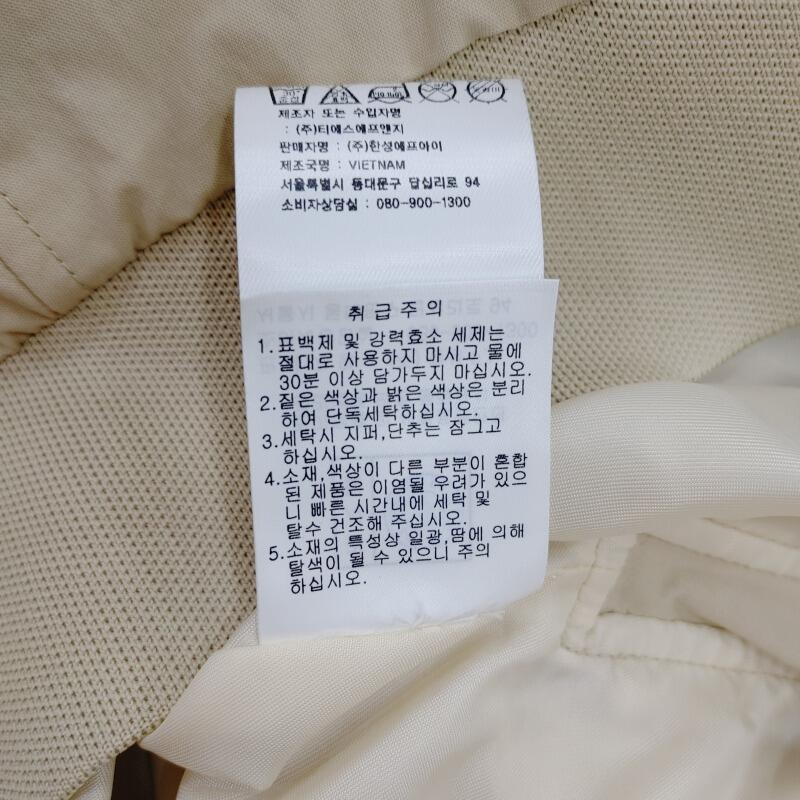 제조자 또는 수입자명
: (주)티에스에프앤지
판매자명 : (주)한성에프아이
제조국명 : VIETNAM
서울특별시 동대문구 답십리로 94
소비자상담실 : 080-900-1300
취급주의
1.표백제 및 강력효소 세제는
절대로 사용하지 마시고 물에
30분 이상 담가두지 마십시오.
2.짙은 색상과 밝은 색상은 분리
하여 단독세탁하십시오.
3.세탁시 지퍼,단추는 잠그고
하십시오.
4.소재,색상이 다른 부분이 혼합
된 제품은 이염될 우려가 있으
니 빠른 시간내에 세탁 및
탈수 건조해 주십시오.
5.소재의 특성상 일광,땀에 의해
탈색이 될 수 있으니 주의
하십시오.